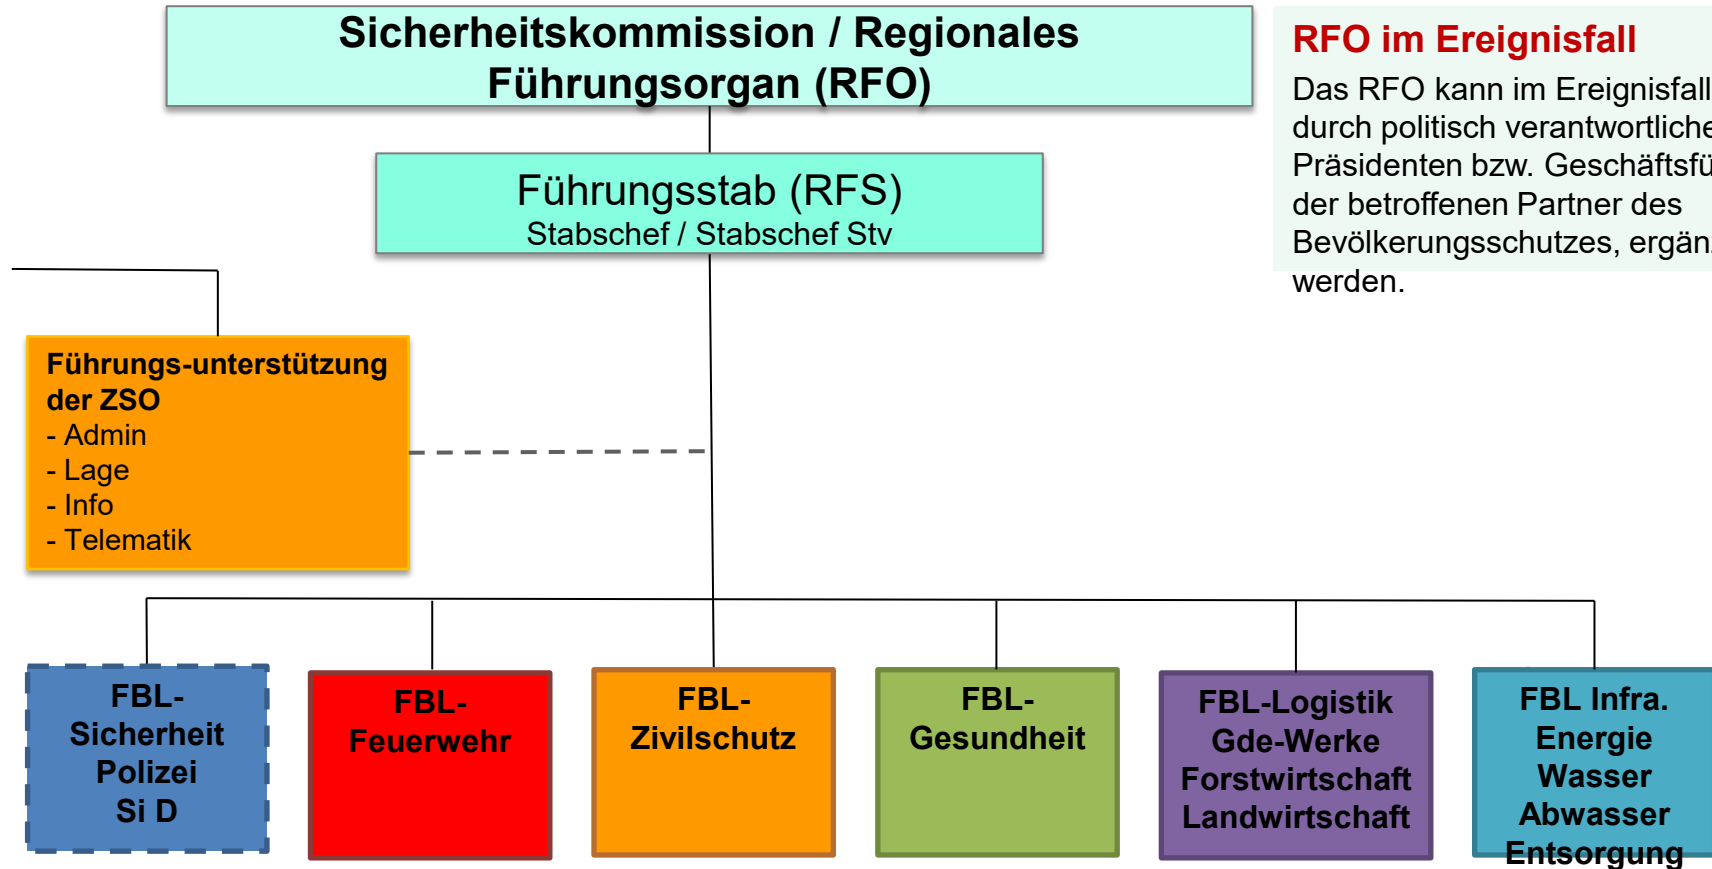 Sicherheitskommission / Regionales
Führungsorgan (RFO)
RFO im Ereignisfall
Das RFO kann im Ereignisfall
durch politisch verantwortliche
Präsidenten bzw. Geschäftsfü
der betroffenen Partner des
Bevölkerungsschutzes, ergän
werden.
Führungsstab (RFS)
Stabschef / Stabschef Stv
Führungs-unterstützung
der ZSO
- Admin
- Lage
- Info
- Telematik
FBL-
Sicherheit
Polizei
Si D
FBL-
Feuerwehr
FBL-
Zivilschutz
FBL-
Gesundheit
FBL-Logistik
Gde-Werke
Forstwirtschaft
Landwirtschaft
FBL Infra.
Energie
Wasser
Abwasser
Entsorgung